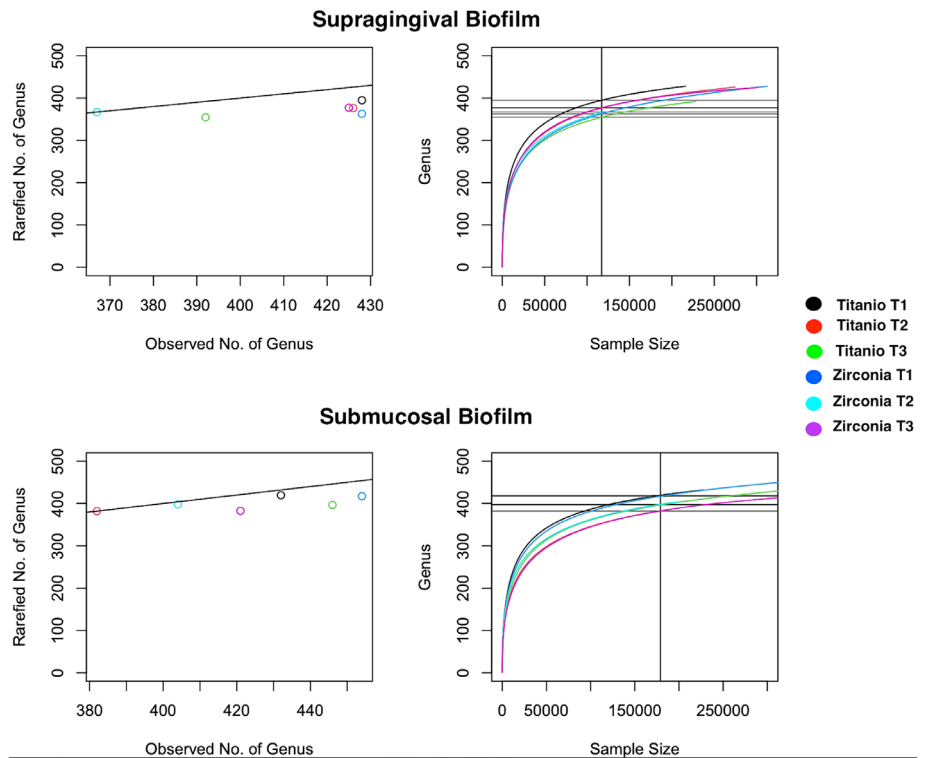 Supragingival Biofilm
Rarefied No. of Genus
500
400
300
200
100
0
370 380 390 400 410 420 430
Observed No. of Genus
Genus
500
400
300
200
100
0
0 50000 150000 250000
Sample Size
Titanio T1
Titanio T2
Titanio T3
Zirconia T1
Zirconia T2
Zirconia T3
Submucosal Biofilm
Rarefied No. of Genus
500
400
300
200
100
0
380 400 420 440
Observed No. of Genus
Genus
500
400
300
200
100
0
0 50000 150000 250000
Sample Size